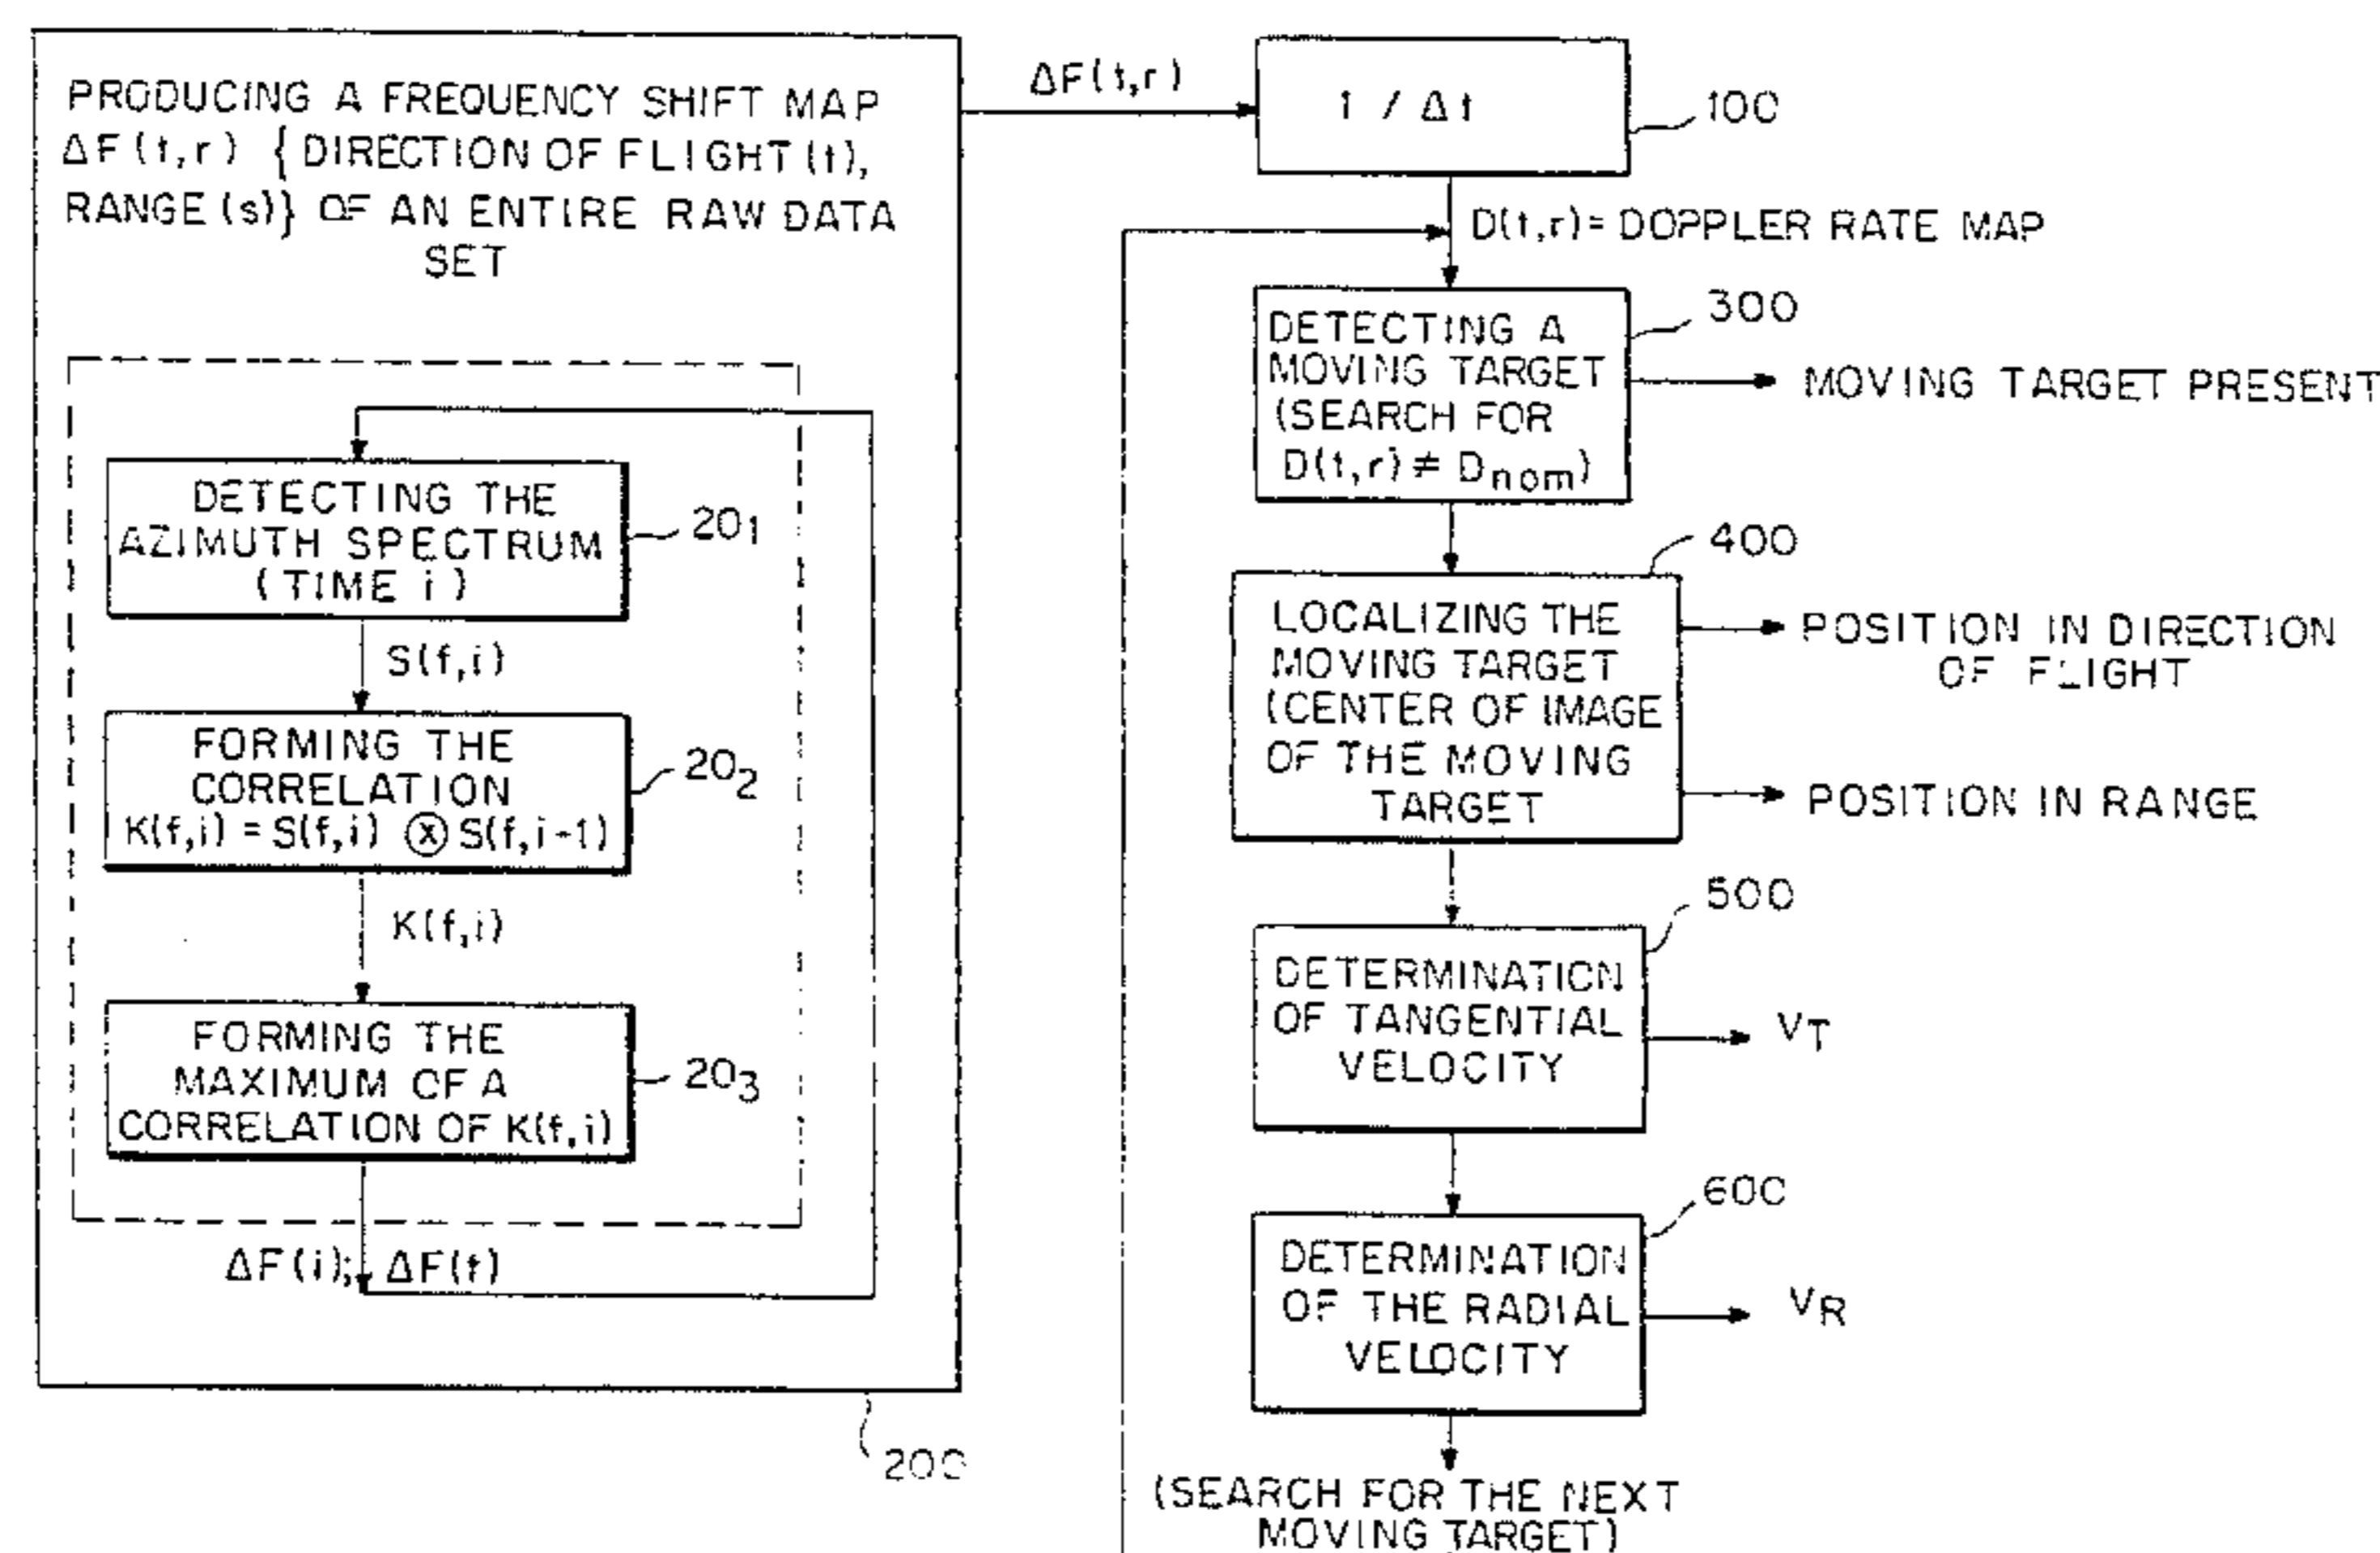 PRODUCING A FREQUENCY SHIFT MAP
ΔF(t,r) {DIRECTION OF FLIGHT(t),
RANGE(s)} OF AN ENTIRE RAW DATA
SET
DETECTING THE
AZIMUTH SPECTRUM
(TIME i)
20₁
S(f,i)
FORMING THE
CORRELATION
K(f,i) = S(f,i) ⓧ S(f,i-1)
20₂
K(f,i)
FORMING THE
MAXIMUM OF A
CORRELATION OF K(f,i)
20₃
ΔF(i); ΔF(t)
200
ΔF(t,r)
1 / Δt
100
D(t,r) = DOPPLER RATE MAP
DETECTING A
MOVING TARGET
(SEARCH FOR
D(t,r) ≠ Dnom)
300
MOVING TARGET PRESENT
LOCALIZING THE
MOVING TARGET
(CENTER OF IMAGE
OF THE MOVING
TARGET
400
POSITION IN DIRECTION
OF FLIGHT
POSITION IN RANGE
DETERMINATION
OF TANGENTIAL
VELOCITY
500
VT
DETERMINATION
OF THE RADIAL
VELOCITY
600
VR
(SEARCH FOR THE NEXT
MOVING TARGET)